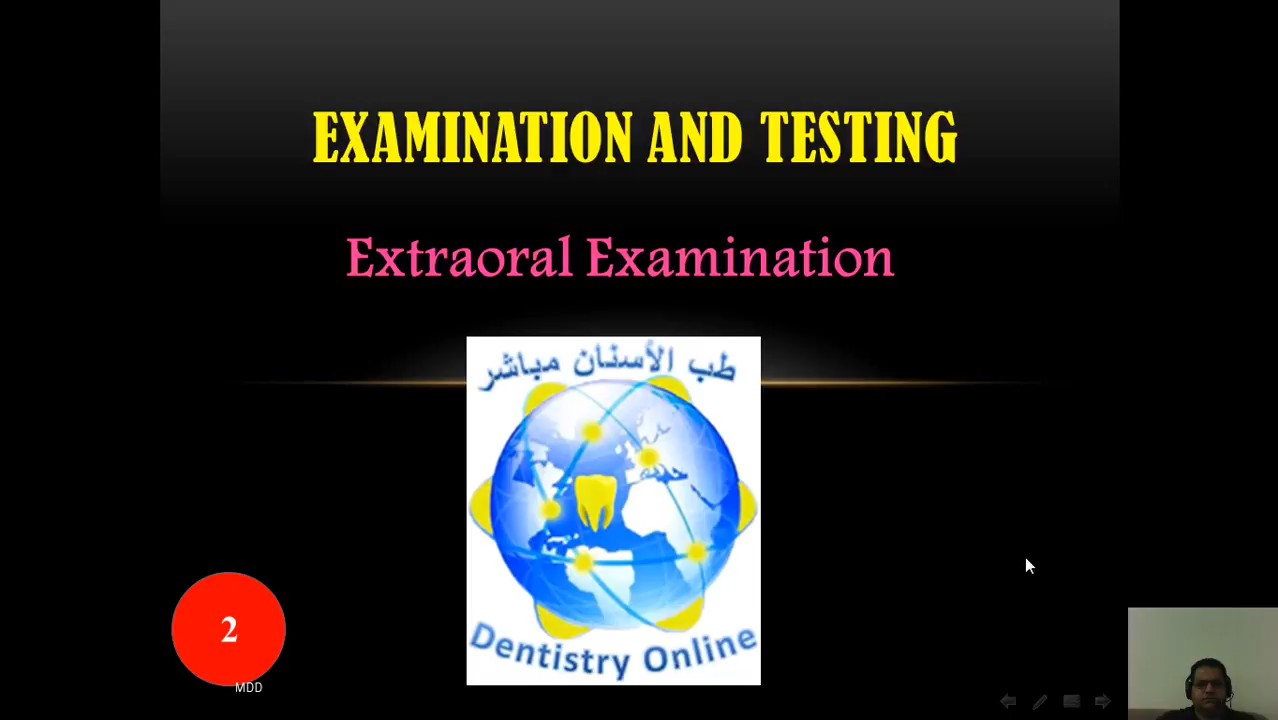 EXAMINATION AND TESTING
Extraoral Examination
طب الأسنان مباشر
Dentistry Online
2
MDD